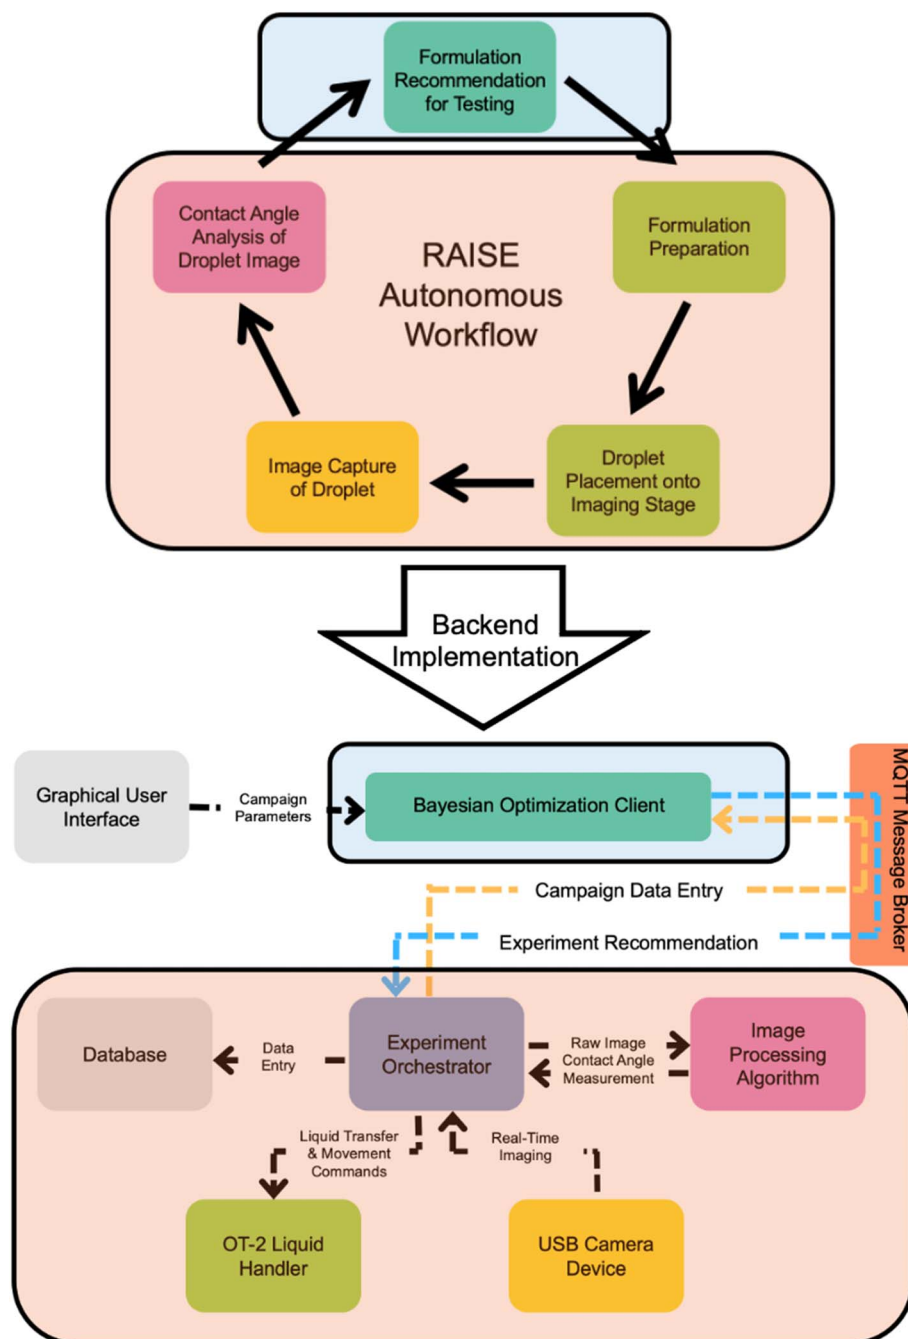 Formulation
Recommendation
for Testing
Contact Angle
Analysis of
Droplet Image
Formulation
Preparation
RAISE
Autonomous
Workflow
Image Capture
of Droplet
Droplet
Placement onto
Imaging Stage
Backend
Implementation
Graphical User
Interface
Campaign
Parameters
Bayesian Optimization Client
MQTT Message Broker
Campaign Data Entry
Experiment Recommendation
Database
Data
Entry
Experiment
Orchestrator
Raw Image
Contact Angle
Measurement
Image
Processing
Algorithm
Liquid Transfer
& Movement
Commands
Real-Time
Imaging
OT-2 Liquid
Handler
USB Camera
Device